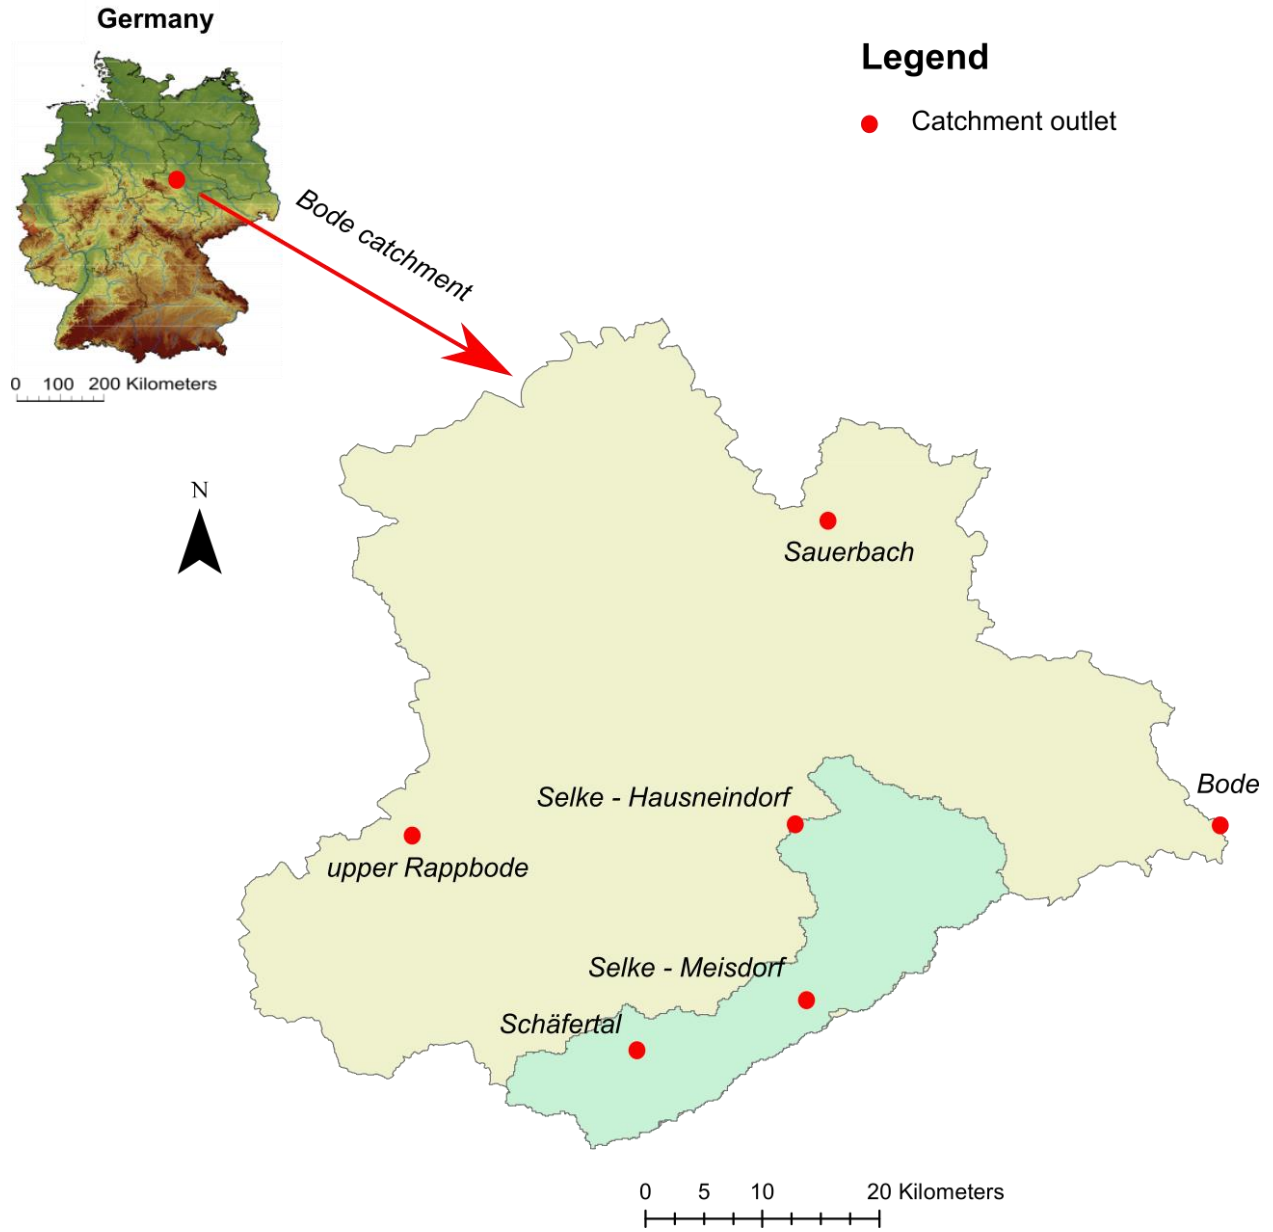 Germany
Legend
Catchment outlet
Bode catchment
0 100 200 Kilometers
N
Sauerbach
Bode
Selke - Hausneindorf
upper Rappbode
Selke - Meisdorf
Schäfertal
0 5 10 20 Kilometers